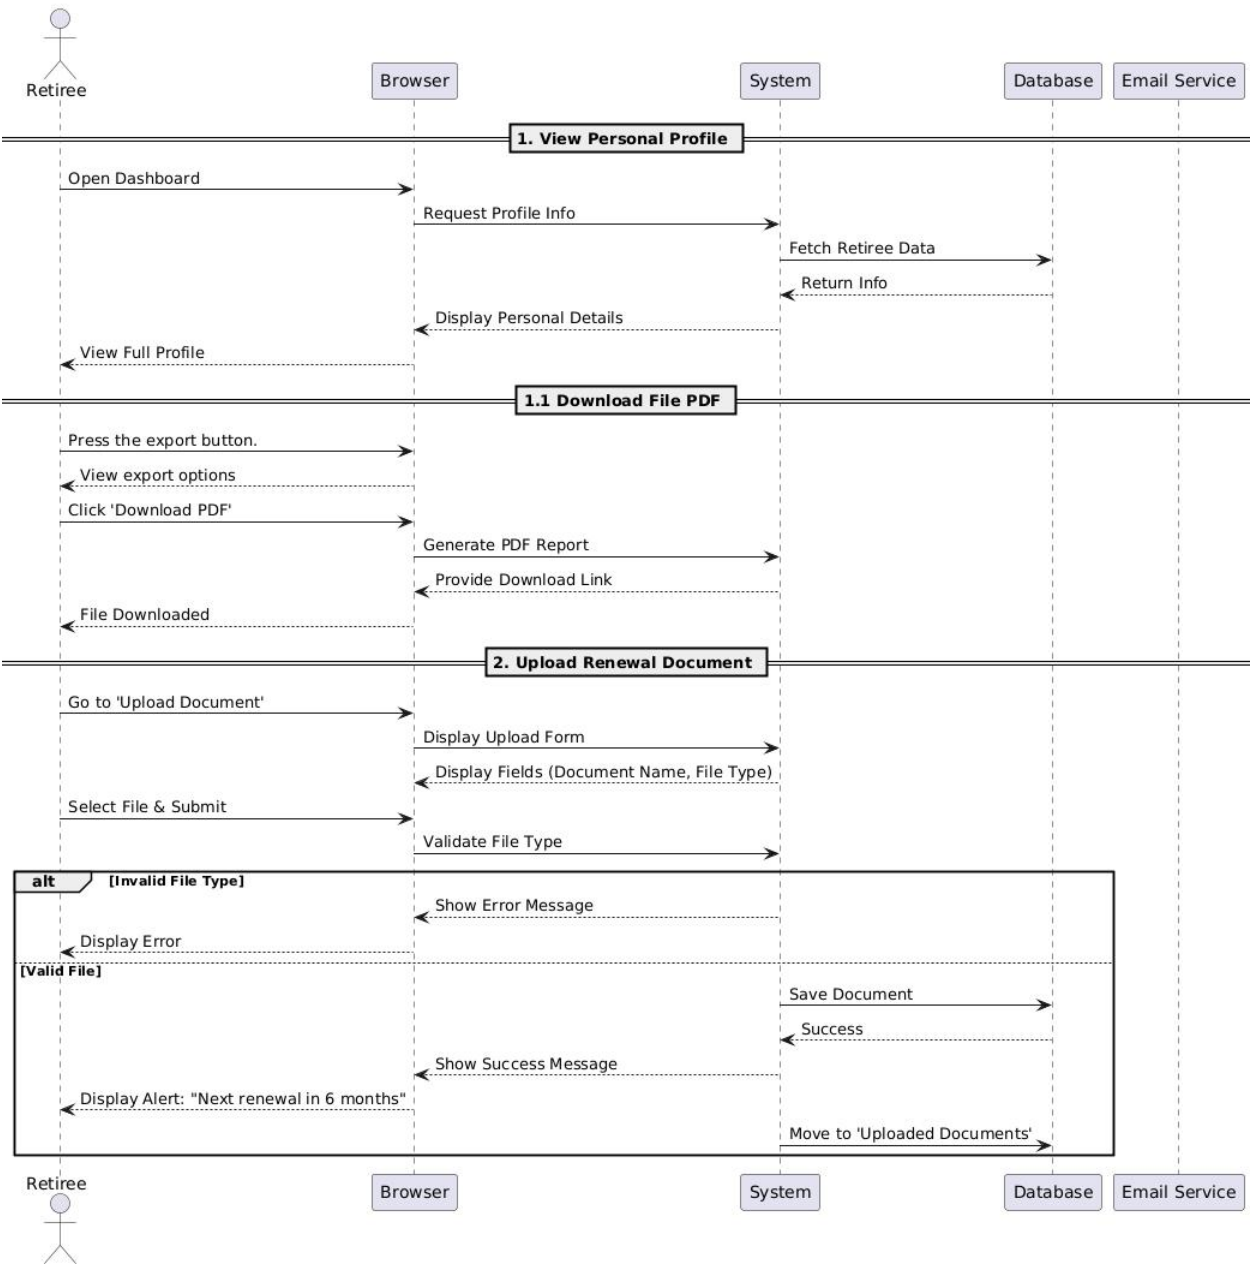 Retiree
Browser
System
Database
Email Service
1. View Personal Profile
Open Dashboard
Request Profile Info
Fetch Retiree Data
Return Info
Display Personal Details
View Full Profile
1.1 Download File PDF
Press the export button.
View export options
Click 'Download PDF'
Generate PDF Report
Provide Download Link
File Downloaded
2. Upload Renewal Document
Go to 'Upload Document'
Display Upload Form
Display Fields (Document Name, File Type)
Select File & Submit
Validate File Type
alt [Invalid File Type]
Show Error Message
Display Error
[Valid File]
Save Document
Success
Show Success Message
Display Alert: "Next renewal in 6 months"
Move to 'Uploaded Documents'
Retiree
Browser
System
Database
Email Service